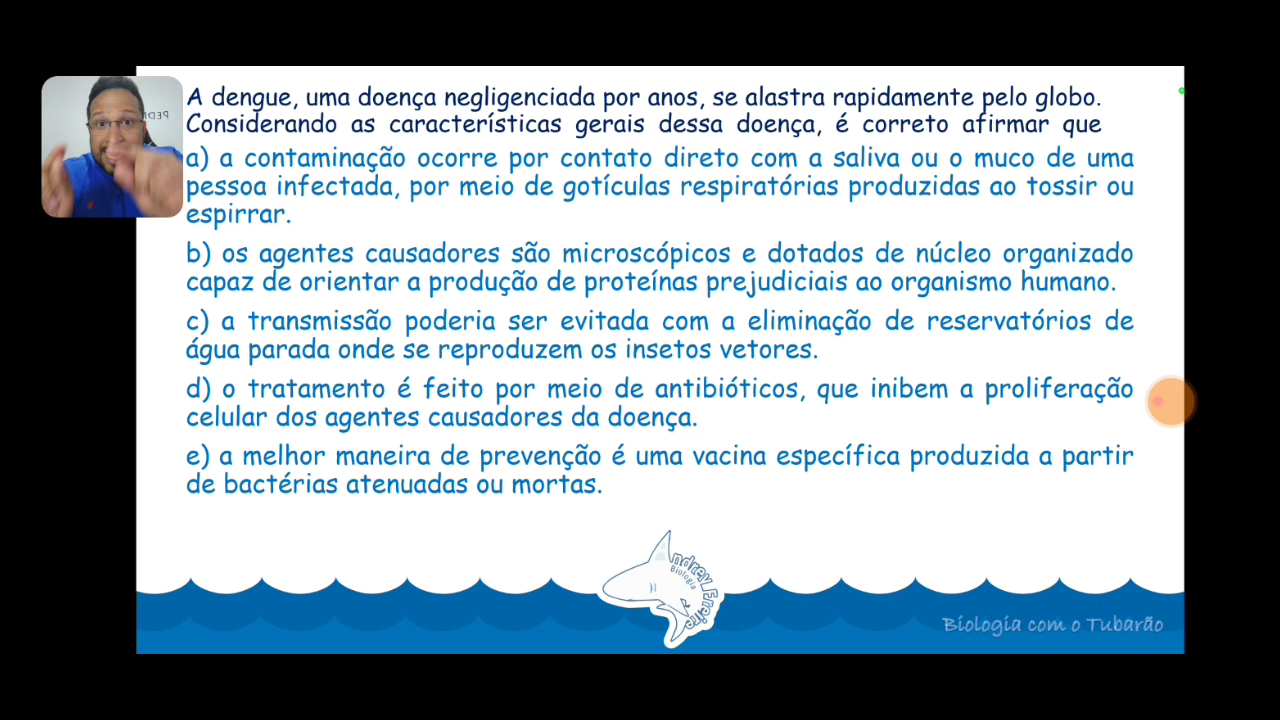 A dengue, uma doença negligenciada por anos, se alastra rapidamente pelo globo.
Considerando as características gerais dessa doença, é correto afirmar que
a) a contaminação ocorre por contato direto com a saliva ou o muco de uma
pessoa infectada, por meio de gotículas respiratórias produzidas ao tossir ou
espirrar.
b) os agentes causadores são microscópicos e dotados de núcleo organizado
capaz de orientar a produção de proteínas prejudiciais ao organismo humano.
c) a transmissão poderia ser evitada com a eliminação de reservatórios de
água parada onde se reproduzem os insetos vetores.
d) o tratamento é feito por meio de antibióticos, que inibem a proliferação
celular dos agentes causadores da doença.
e) a melhor maneira de prevenção é uma vacina específica produzida a partir
de bactérias atenuadas ou mortas.
Biologia
Biologia com o Tubarão